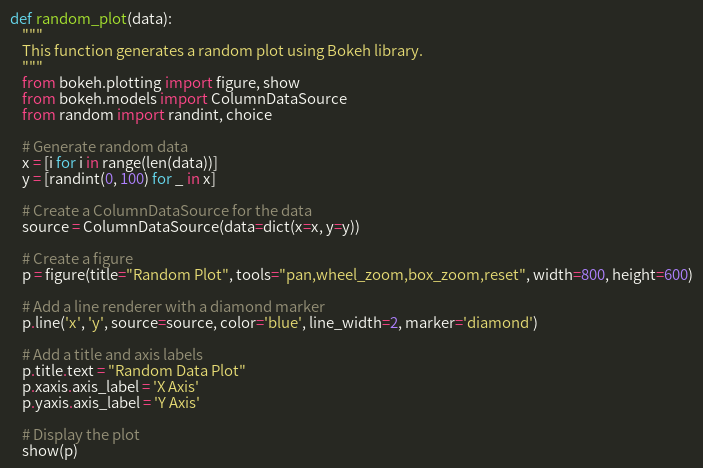 def random_plot(data):
"""
This function generates a random plot using Bokeh library.
"""
from bokeh.plotting import figure, show
from bokeh.models import ColumnDataSource
from random import randint, choice
# Generate random data
x = [i for i in range(len(data))]
y = [randint(0, 100) for _ in x]
# Create a ColumnDataSource for the data
source = ColumnDataSource(data=dict(x=x, y=y))
# Create a figure
p = figure(title="Random Plot", tools="pan,wheel_zoom,box_zoom,reset", width=800, height=600)
# Add a line renderer with a diamond marker
p.line('x', 'y', source=source, color='blue', line_width=2, marker='diamond')
# Add a title and axis labels
p.title.text = "Random Data Plot"
p.xaxis.axis_label = 'X Axis'
p.yaxis.axis_label = 'Y Axis'
# Display the plot
show(p)